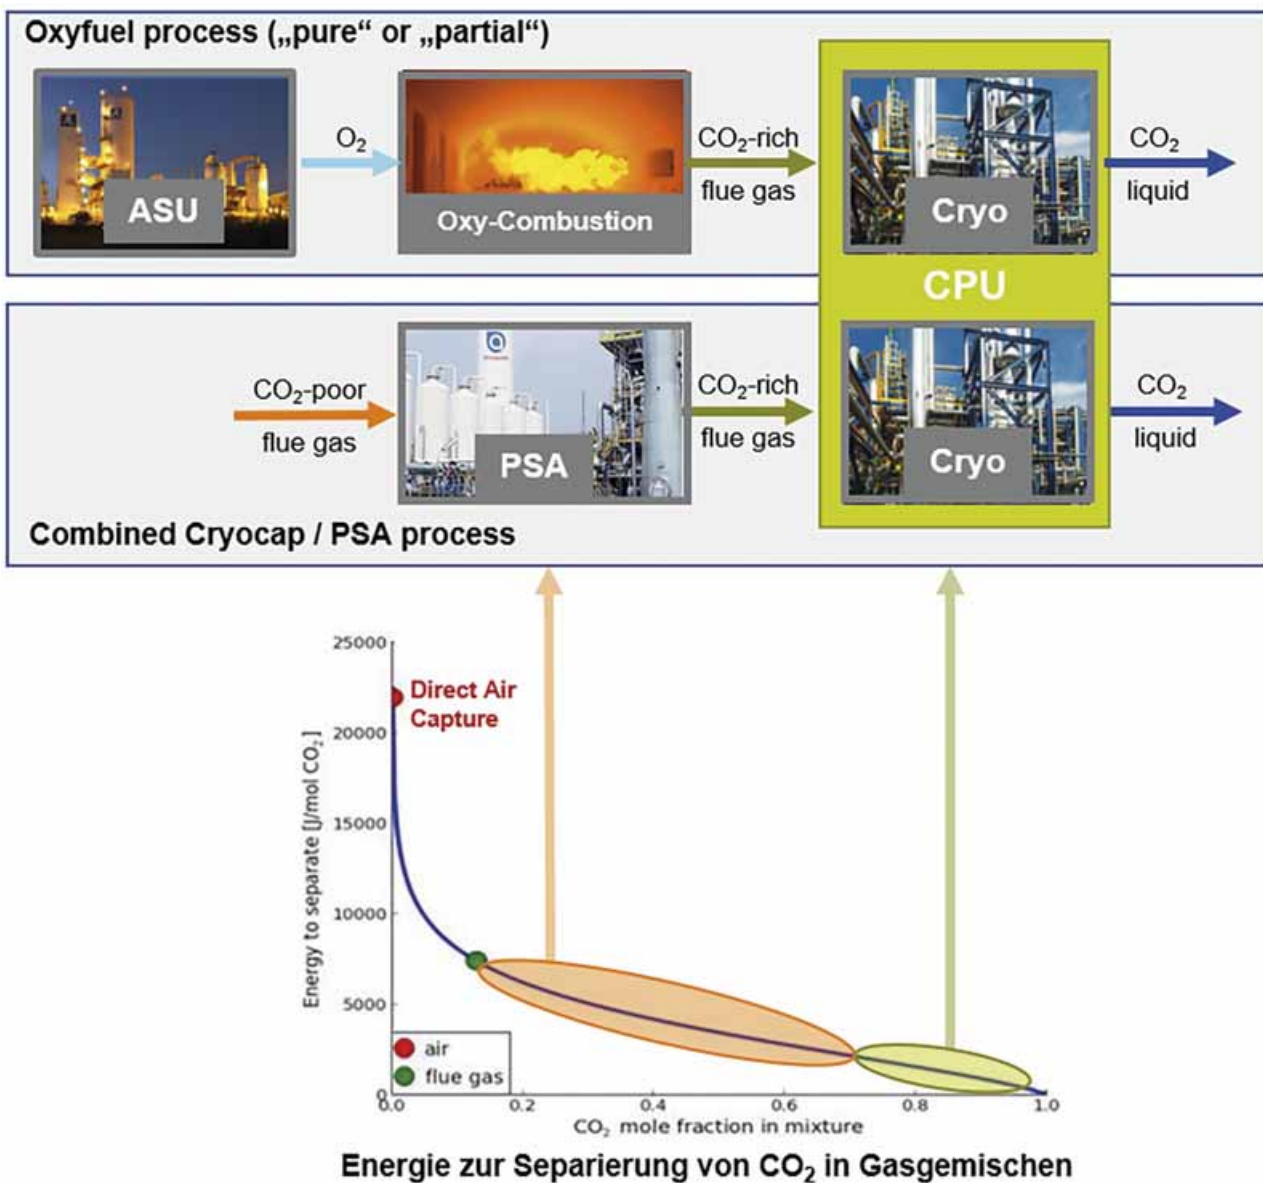 Oxyfuel process („pure“ or „partial“)
ASU
O₂
Oxy-Combustion
CO₂-rich
flue gas
Cryo
CO₂
liquid
CPU
CO₂-poor
flue gas
PSA
CO₂-rich
flue gas
Cryo
CO₂
liquid
Combined Cryocap / PSA process
25000
20000
15000
10000
5000
0
Energy to separate [J/mol CO₂]
Direct Air
Capture
air
flue gas
0.0
0.2
0.4
0.6
0.8
1.0
CO₂ mole fraction in mixture
Energie zur Separierung von CO₂ in Gasgemischen